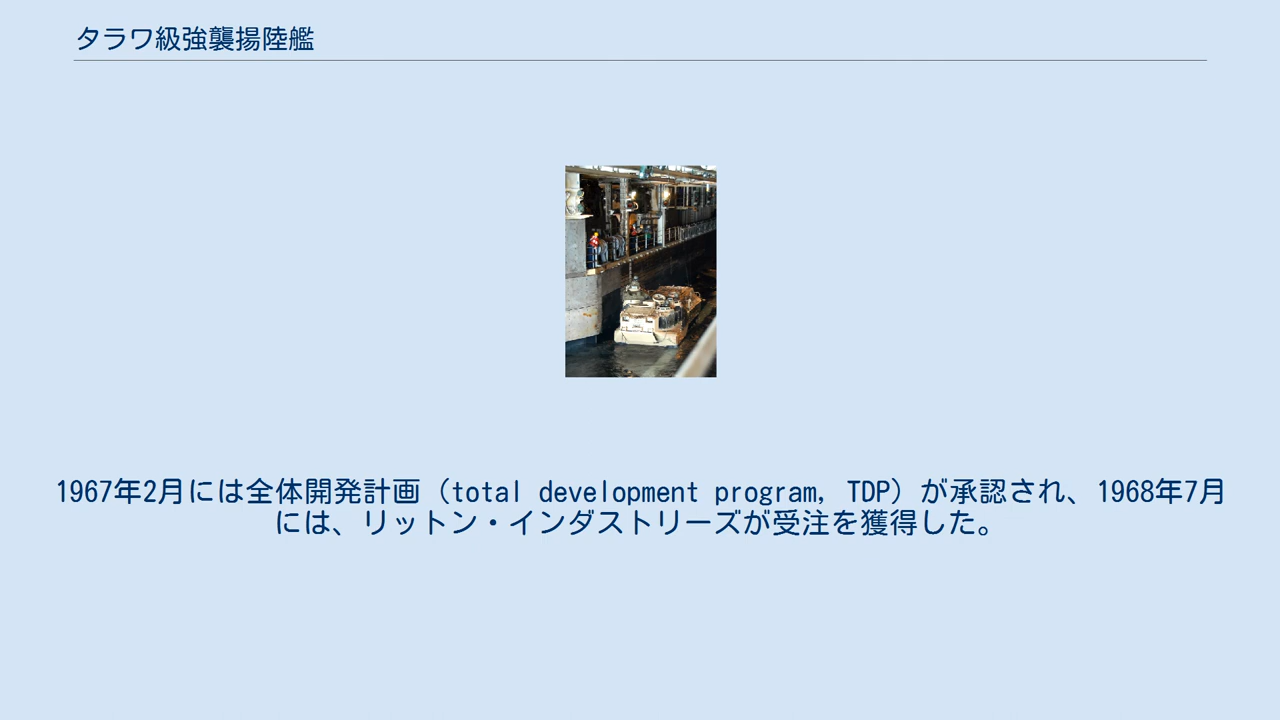 タラワ級強襲揚陸艦
1967年2月には全体開発計画（total development program, TDP）が承認され、1968年7月
には、リットン・インダストリーズが受注を獲得した。